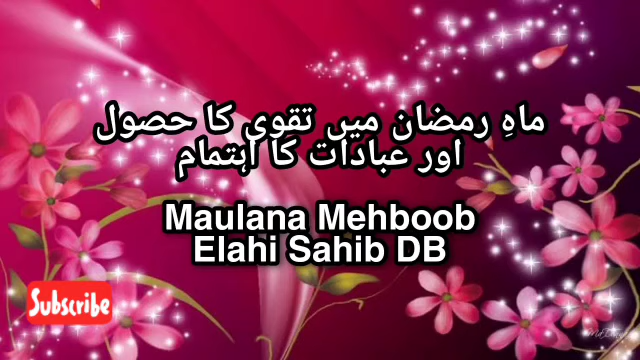 ماہِ رمضان میں تقوی کا حصول
اور عبادات کا اہتمام
Maulana Mehboob
Elahi Sahib DB
Subscribe